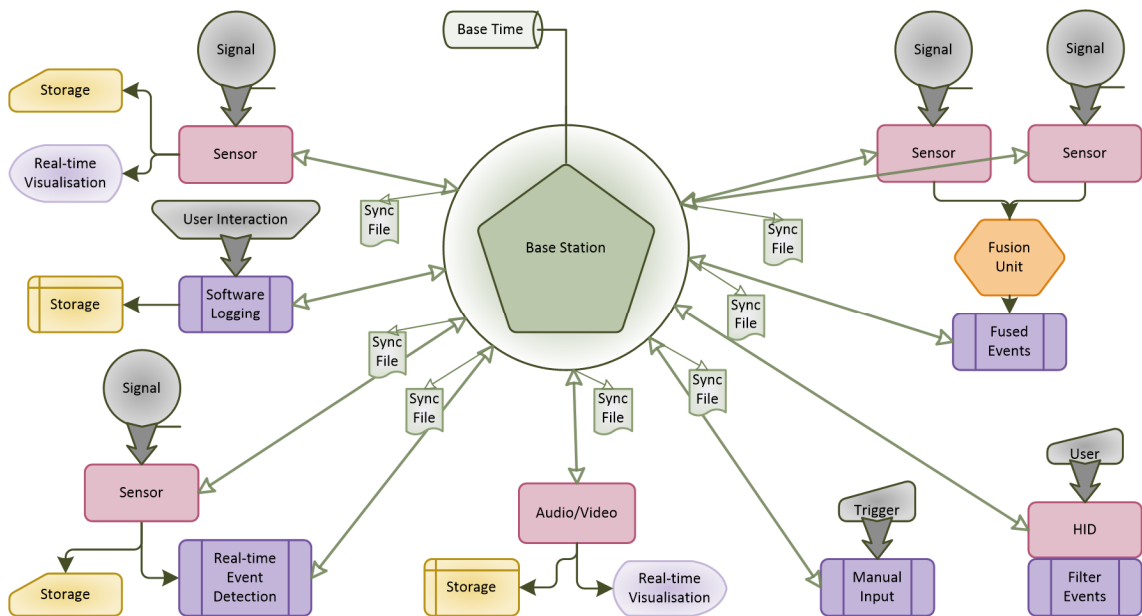 Base Time
Signal
Signal
Signal
Storage
Sensor
Sensor
Sensor
Real-time
Visualisation
User Interaction
Sync
File
Sync
File
Base Station
Fusion
Unit
Storage
Software
Logging
Sync
File
Sync
File
Fused
Events
Signal
Sync
File
Sync
File
Sync
File
User
Sensor
Audio/Video
Trigger
HID
Storage
Real-time
Event
Detection
Storage
Real-time
Visualisation
Manual
Input
Filter
Events